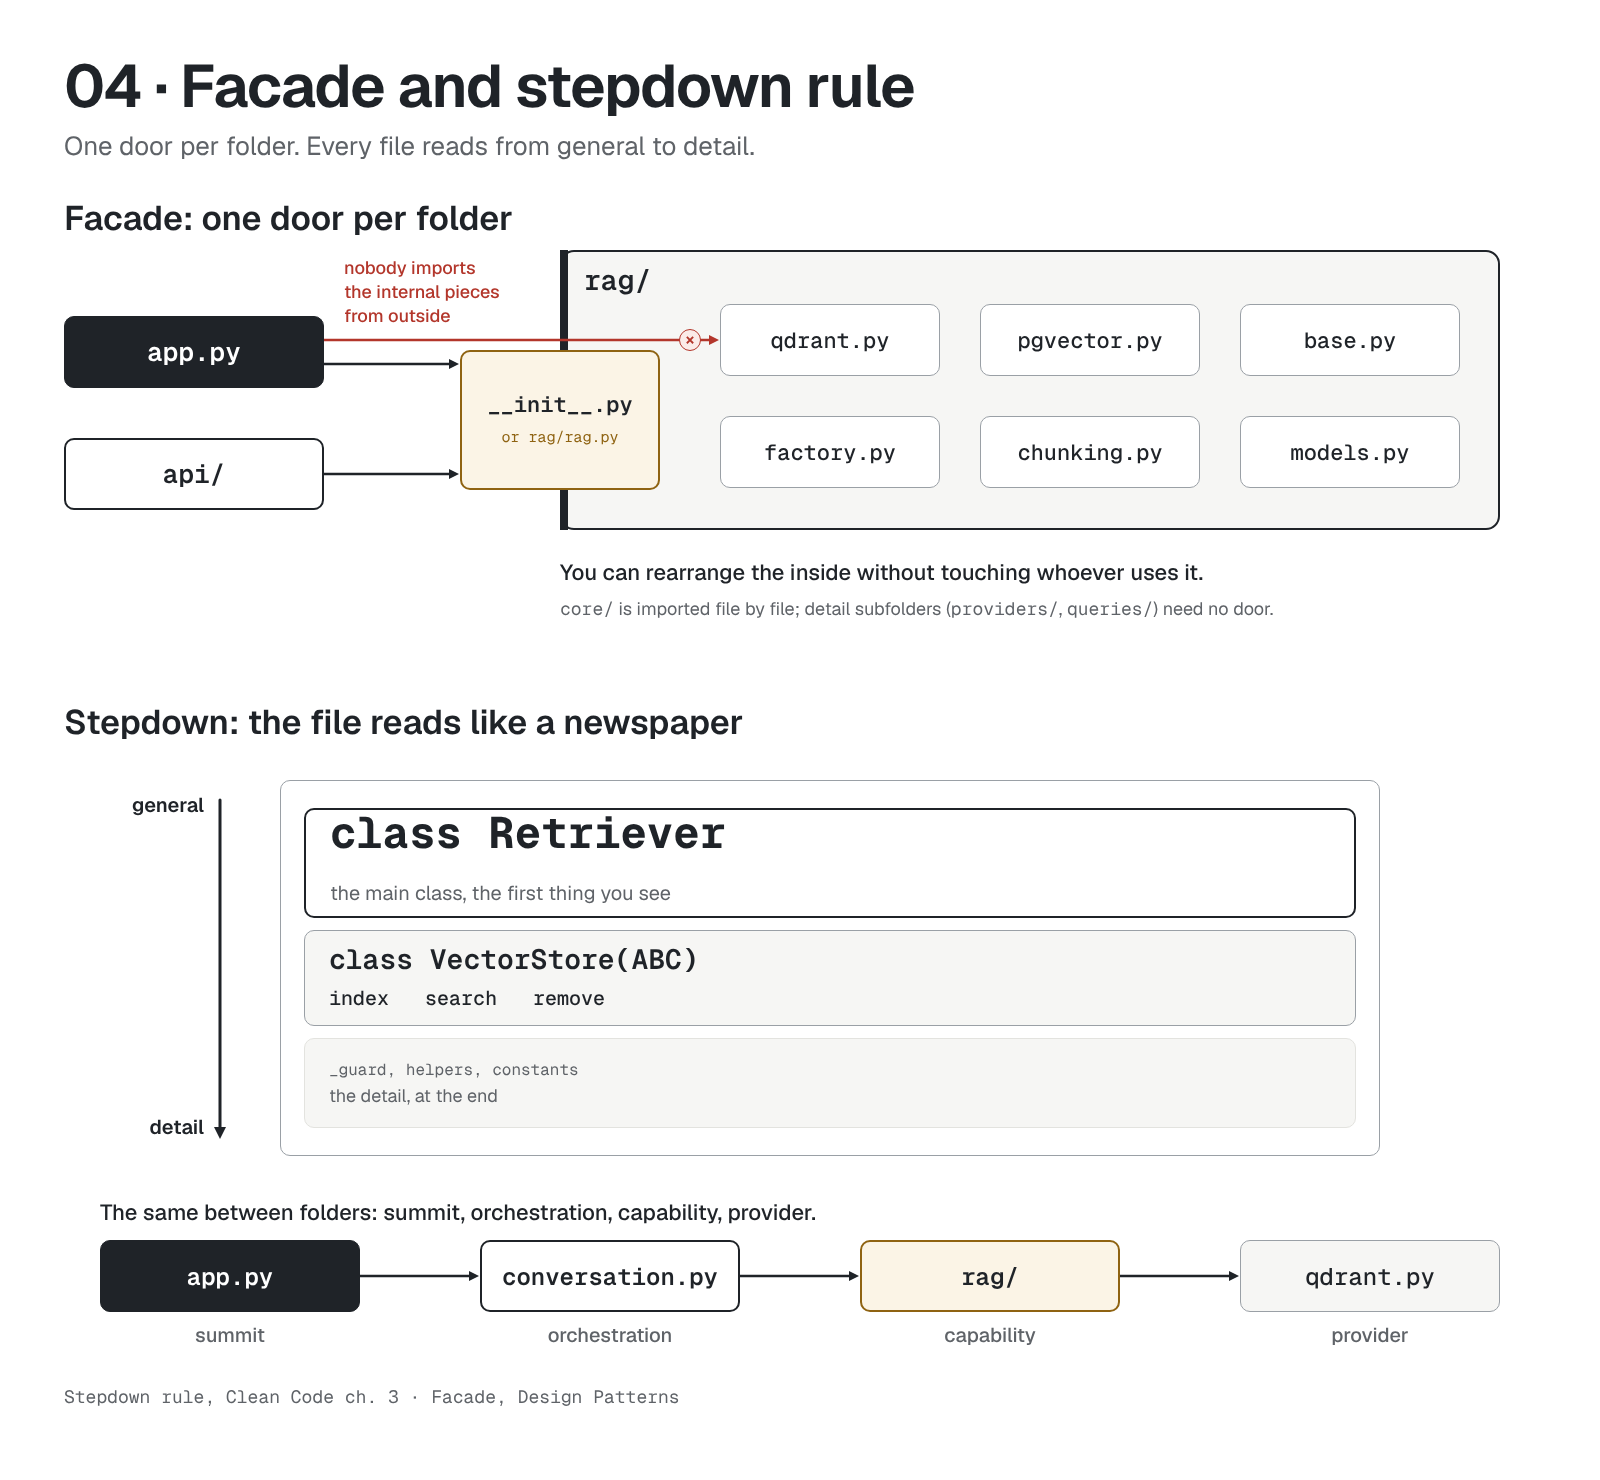 04 · Facade and stepdown rule
One door per folder. Every file reads from general to detail.
Facade: one door per folder
nobody imports
the internal pieces
from outside
rag/
app.py
qdrant.py
pgvector.py
base.py
__init__.py
or rag/rag.py
api/
factory.py
chunking.py
models.py
You can rearrange the inside without touching whoever uses it.
core/ is imported file by file; detail subfolders (providers/, queries/) need no door.
Stepdown: the file reads like a newspaper
general
class Retriever
the main class, the first thing you see
class VectorStore(ABC)
index search remove
_guard, helpers, constants
the detail, at the end
detail
The same between folders: summit, orchestration, capability, provider.
app.py
conversation.py
rag/
qdrant.py
summit
orchestration
capability
provider
Stepdown rule, Clean Code ch. 3 · Facade, Design Patterns